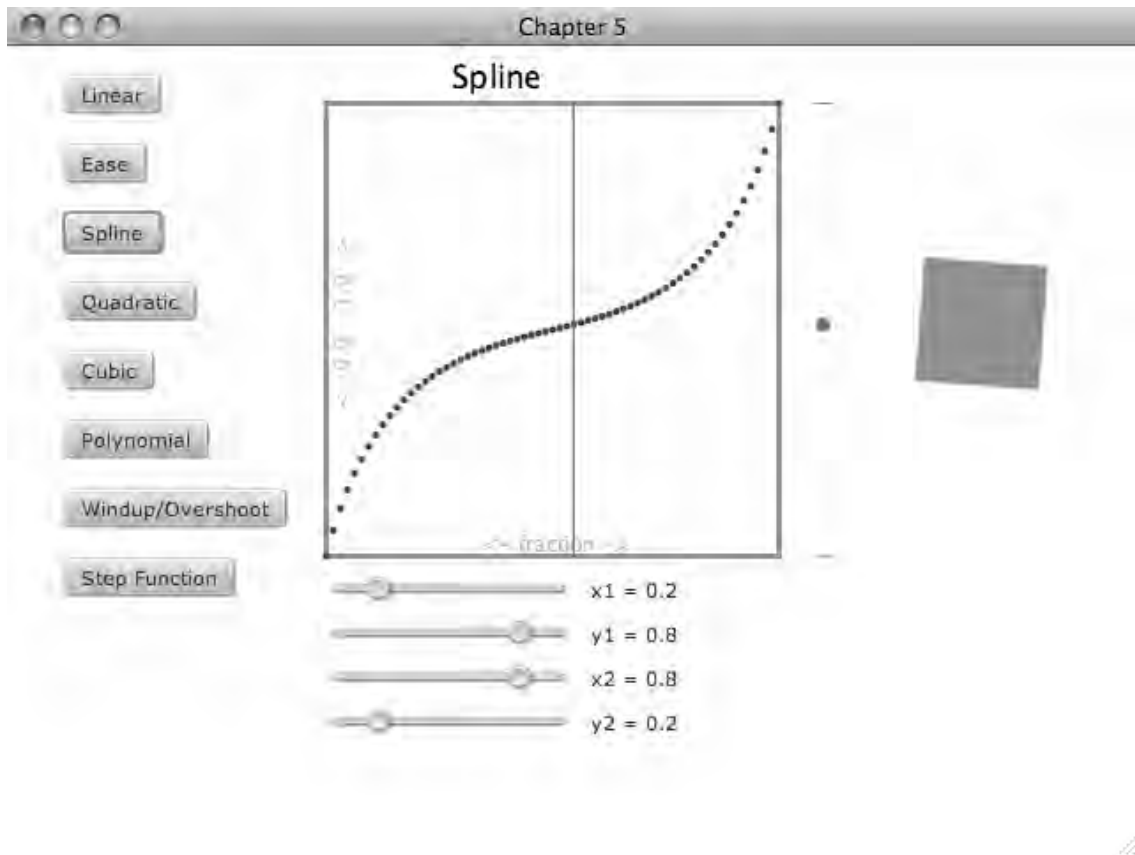 Chapter 5
Spline
Linear
Ease
Spline
Quadratic
Cubic
Polynomial
Windup/Overshoot
Step Function
<- fraction ->
x1 = 0.2
y1 = 0.8
x2 = 0.8
y2 = 0.2